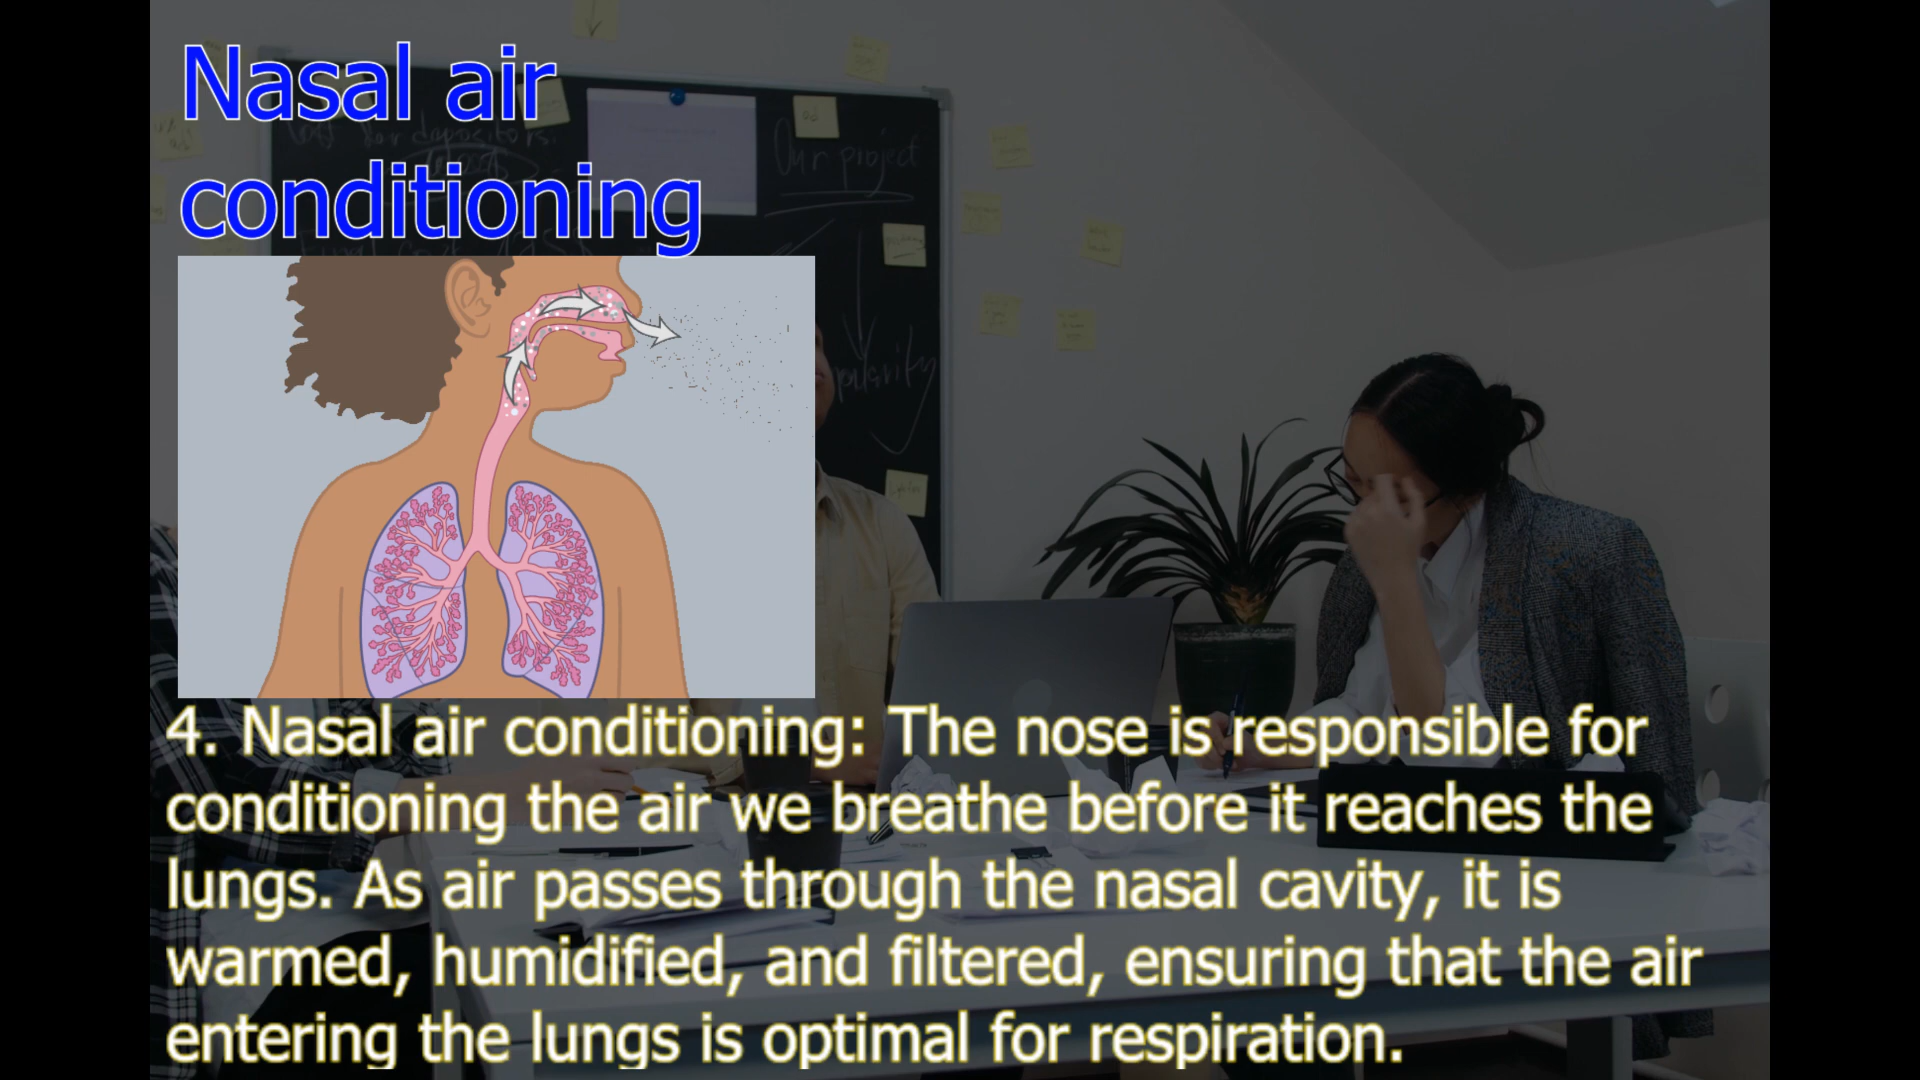 Nasal air
conditioning
Our project
4. Nasal air conditioning: The nose is responsible for
conditioning the air we breathe before it reaches the
lungs. As air passes through the nasal cavity, it is
warmed, humidified, and filtered, ensuring that the air
entering the lungs is optimal for respiration.